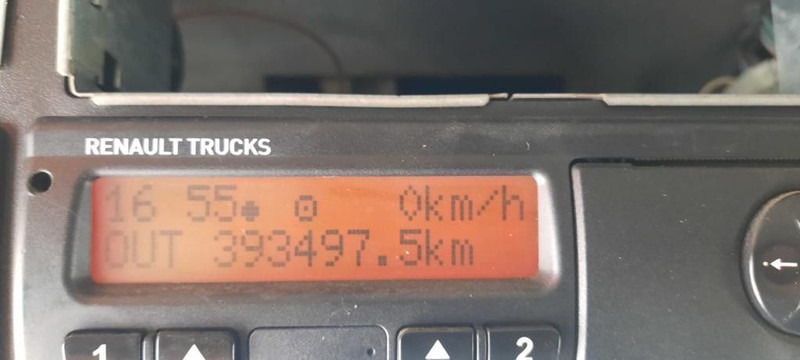 RENAULT TRUCKS
16 55 0km/h
OUT 393497.5km
1 2